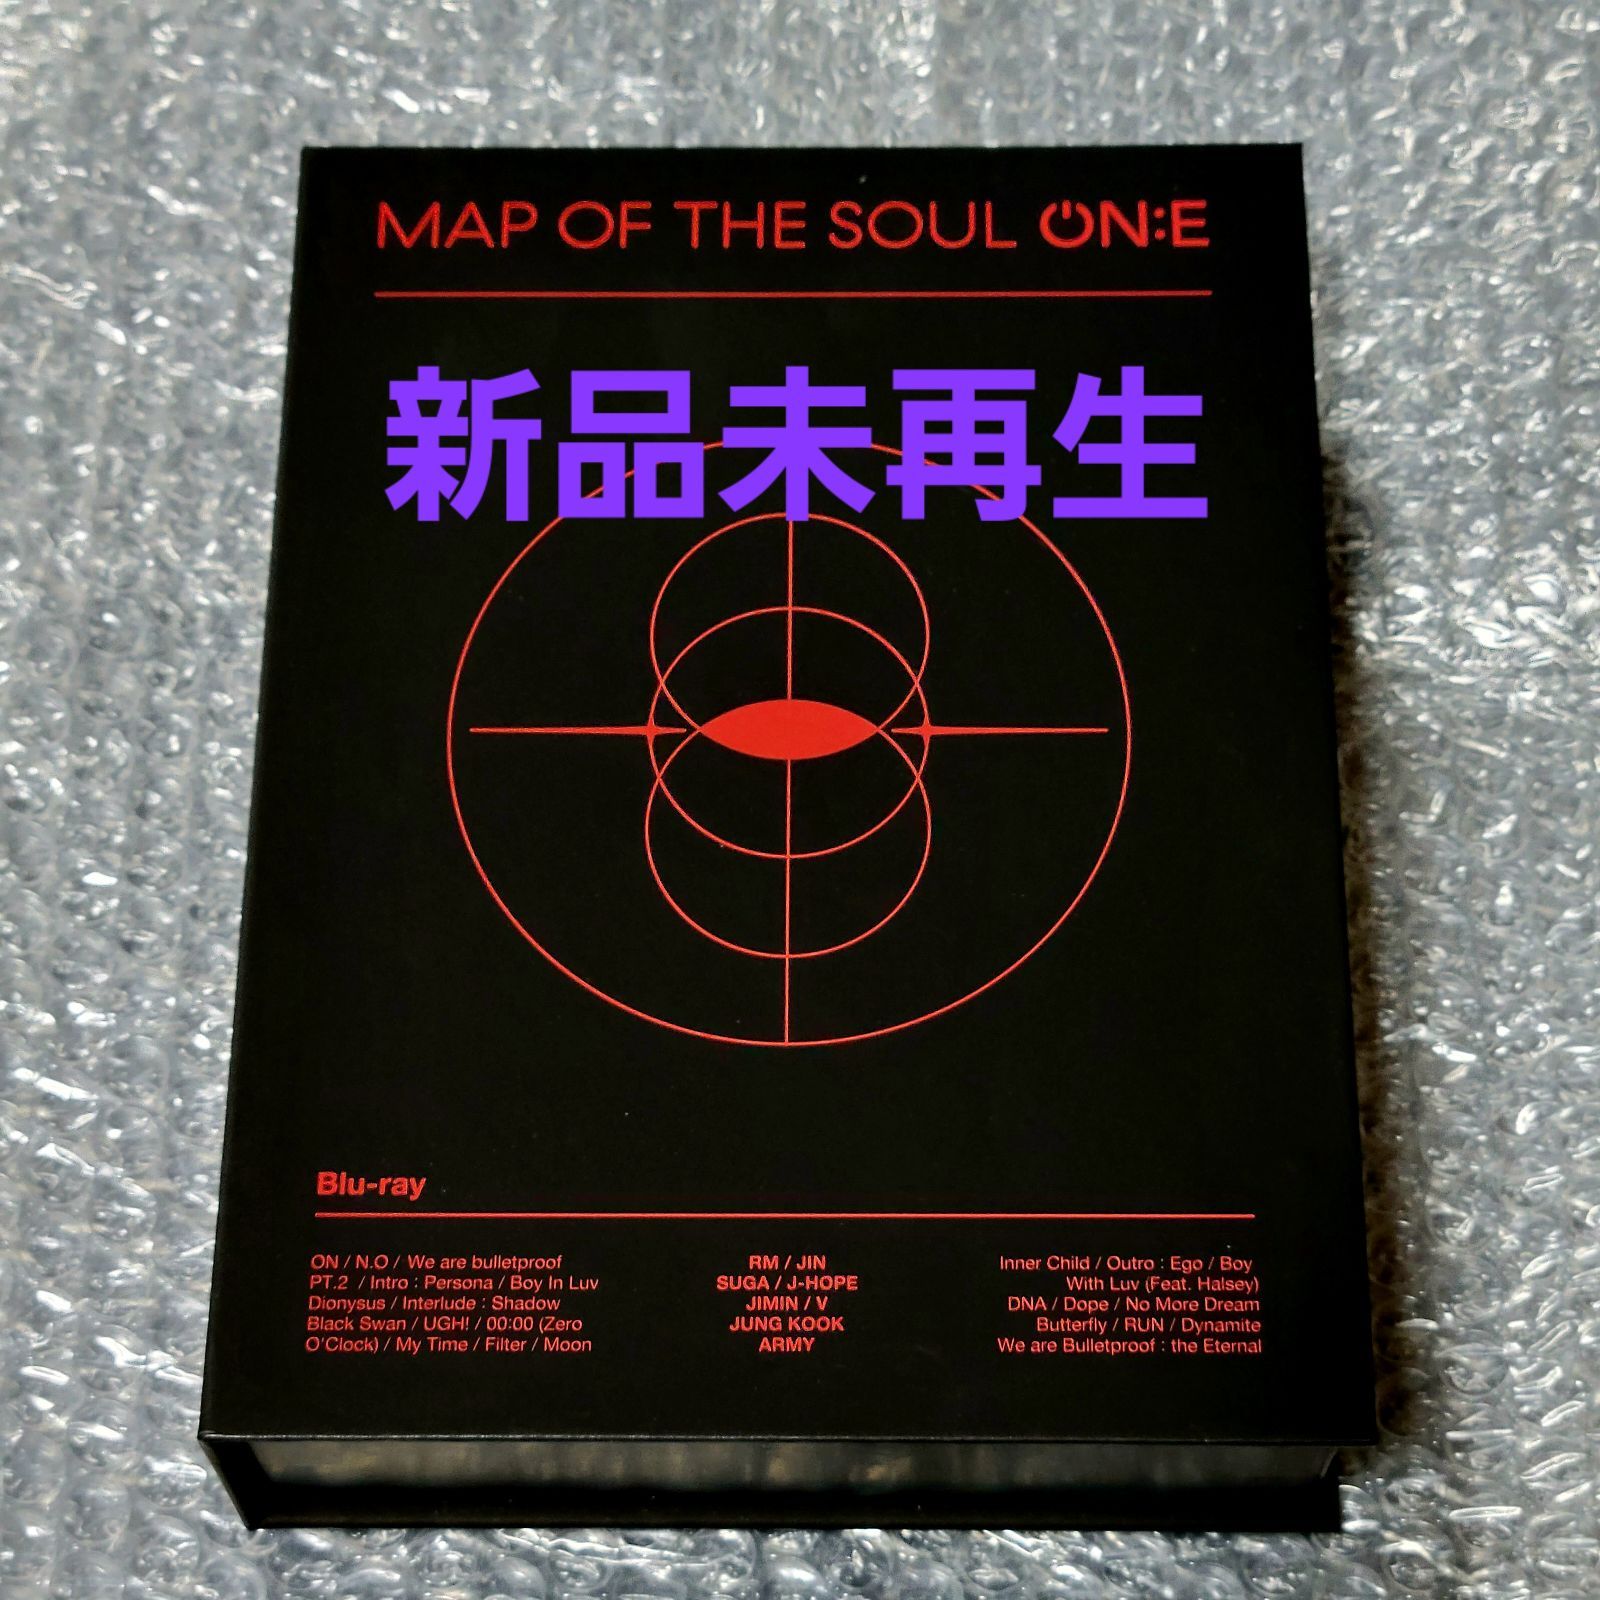 MAP OF THE SOUL ON:E
新品未再生
Blu-ray
ON / N.O / We are bulletproof
PT.2 / Intro : Persona / Boy In Luv
Dionysus / Interlude : Shadow
Black Swan / UGH! / 00:00 (Zero
O'Clock) / My Time / Filter / Moon
RM / JIN
SUGA / J-HOPE
JIMIN / V
JUNG KOOK
ARMY
Inner Child / Outro : Ego / Boy
With Luv (Feat. Halsey)
DNA / Dope / No More Dream
Butterfly / RUN / Dynamite
We are Bulletproof : the Eternal